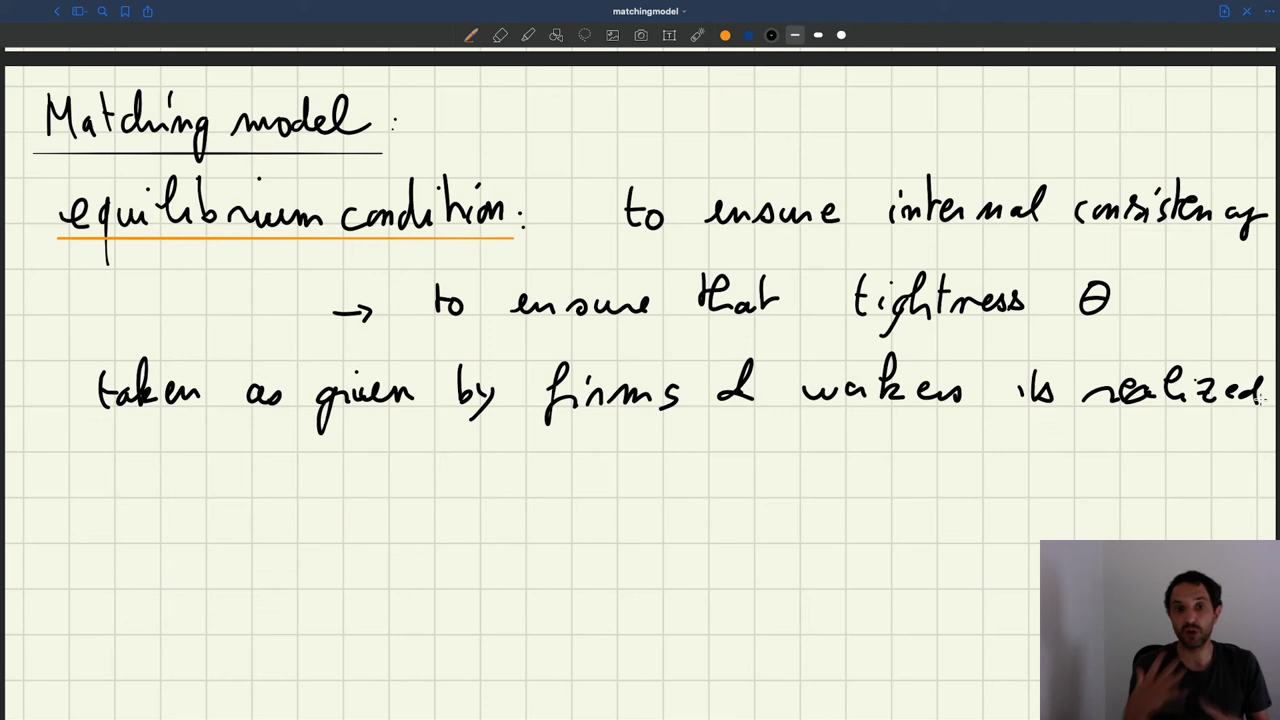 matchingmodel
Matching model :
equilibrium condition: to ensure internal consistency
→ to ensure that tightness θ
taken as given by firms & workers is realized